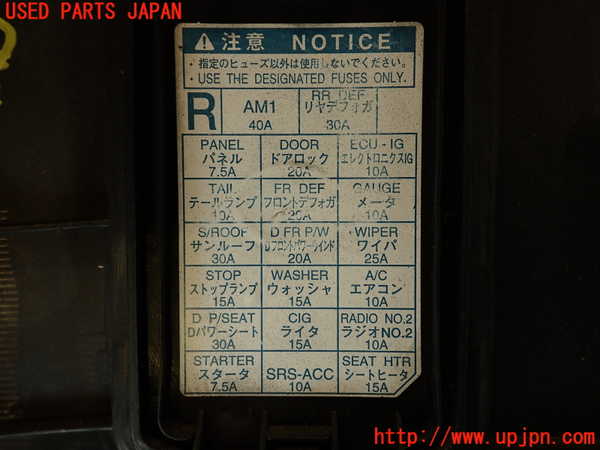 USED PARTS JAPAN
注意 NOTICE
・指定のヒューズ以外は使用しないでください。
・USE THE DESIGNATED FUSES ONLY.
R
AM1
40A
RR DEF
リヤデフォガ
30A
PANEL
パネル
7.5A
DOOR
ドアロック
20A
ECU-IG
エレクトロニクスIG
10A
TAIL
テールランプ
10A
FR DEF
フロントデフォガ
20A
GAUGE
メータ
10A
S/ROOF
サンルーフ
30A
D FR P/W
Dフロントパワーウインド
20A
WIPER
ワイパ
25A
STOP
ストップランプ
15A
WASHER
ウォッシャ
15A
A/C
エアコン
10A
D P/SEAT
Dパワーシート
30A
CIG
ライタ
15A
RADIO NO.2
ラジオNO.2
10A
STARTER
スタータ
7.5A
SRS-ACC
10A
SEAT HTR
シートヒータ
15A
http://www.upjpn.com/